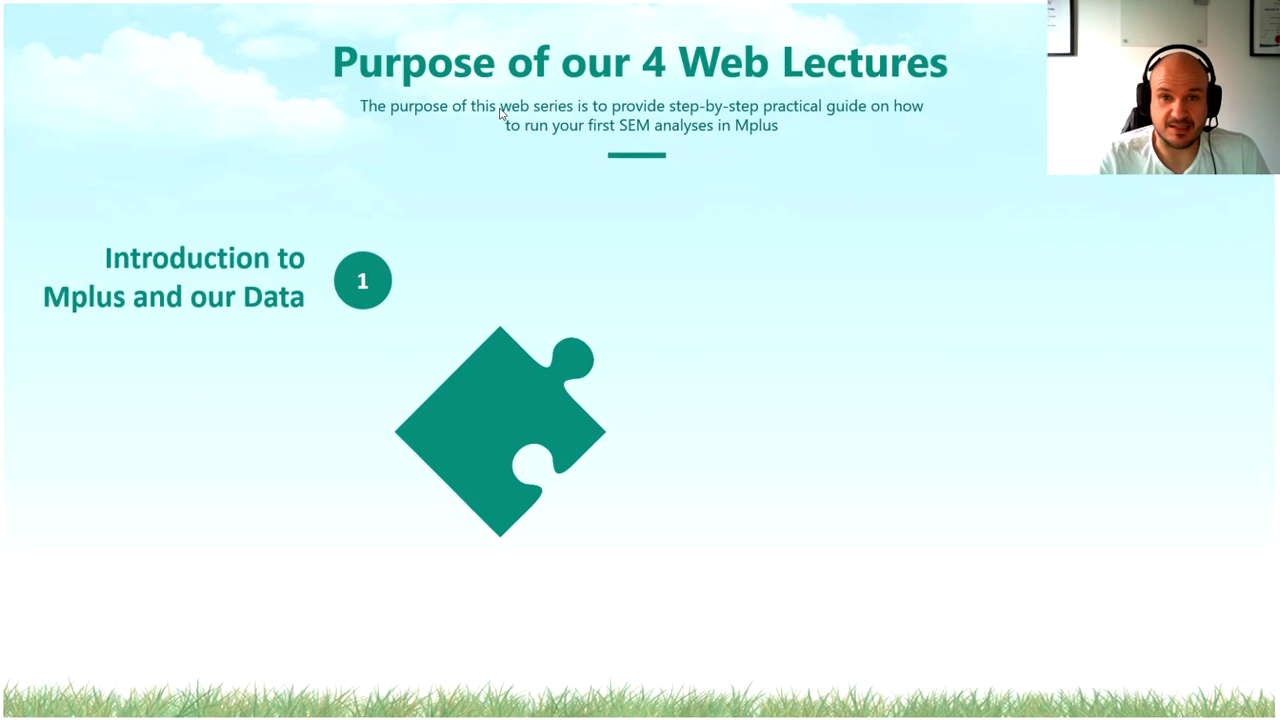 Purpose of our 4 Web Lectures
The purpose of this web series is to provide step-by-step practical guide on how
to run your first SEM analyses in Mplus
Introduction to
Mplus and our Data
1